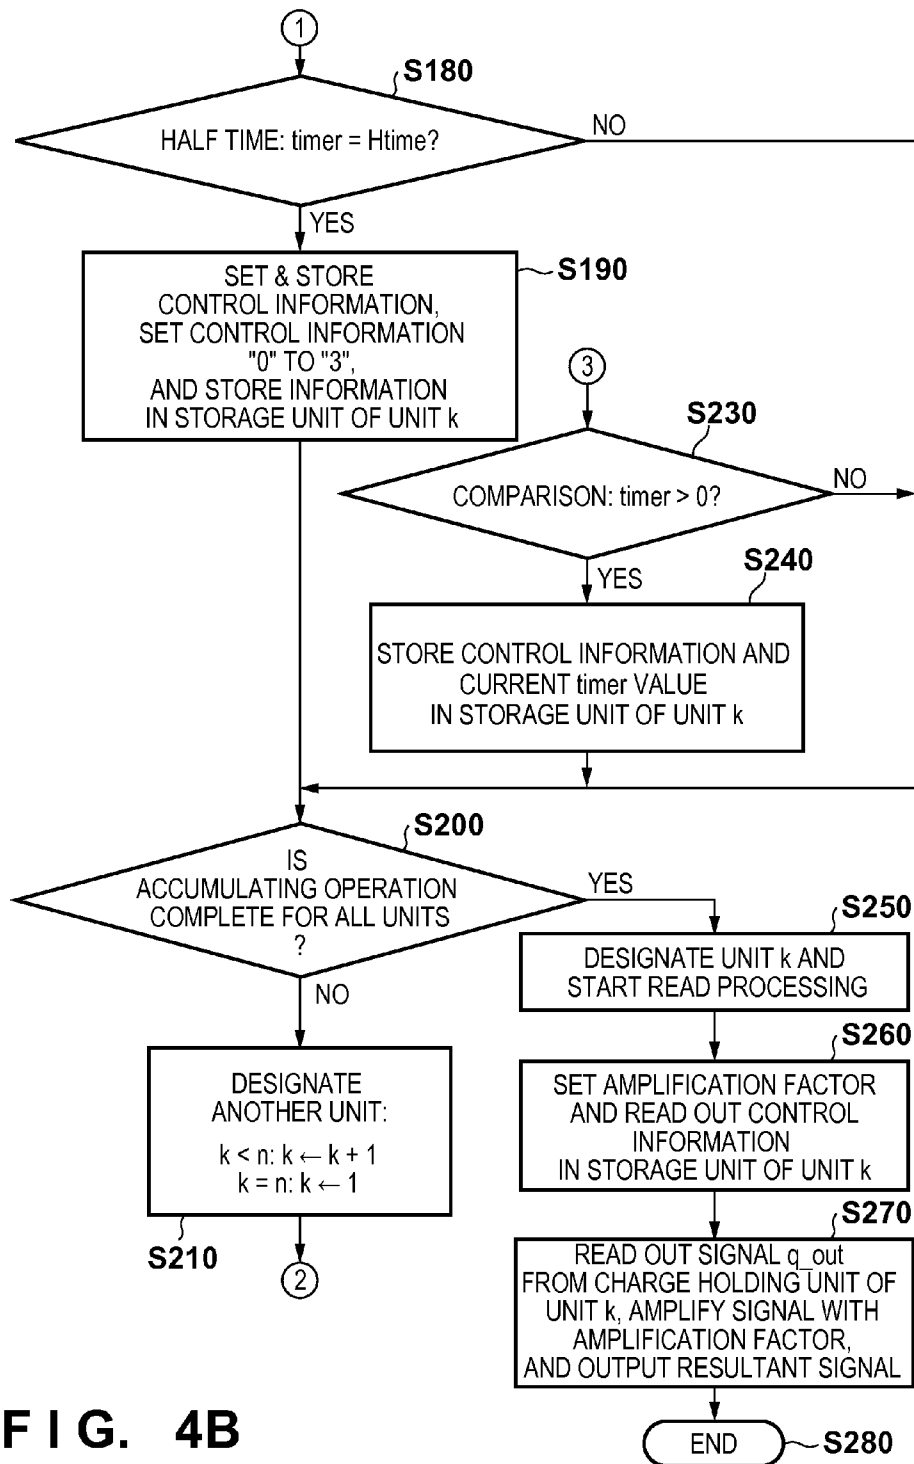 1
S180
HALF TIME: timer = Htime?
NO
YES
SET & STORE
CONTROL INFORMATION,
SET CONTROL INFORMATION
"0" TO "3",
AND STORE INFORMATION
IN STORAGE UNIT OF UNIT k
S190
3
S230
COMPARISON: timer > 0?
NO
YES
S240
STORE CONTROL INFORMATION AND
CURRENT timer VALUE
IN STORAGE UNIT OF UNIT k
S200
IS
ACCUMULATING OPERATION
COMPLETE FOR ALL UNITS
?
YES
NO
S250
DESIGNATE UNIT k AND
START READ PROCESSING
DESIGNATE
ANOTHER UNIT:
k < n: k ← k + 1
k = n: k ← 1
S210
2
S260
SET AMPLIFICATION FACTOR
AND READ OUT CONTROL
INFORMATION
IN STORAGE UNIT OF UNIT k
S270
READ OUT SIGNAL q_out
FROM CHARGE HOLDING UNIT OF
UNIT k, AMPLIFY SIGNAL WITH
AMPLIFICATION FACTOR,
AND OUTPUT RESULTANT SIGNAL
END
S280
FIG. 4B